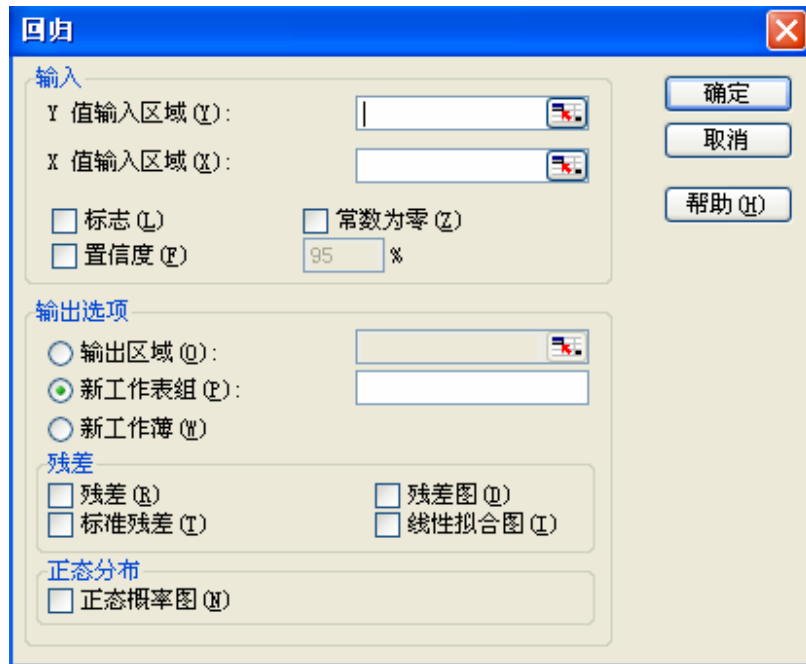 回归
输入
Y 值输入区域(Y):
X 值输入区域(X):
标志(L)
常数为零(Z)
置信度(F)
95 %
确定
取消
帮助(H)
输出选项
输出区域(O):
新工作表组(P):
新工作薄(W)
残差
残差(R)
残差图(D)
标准残差(T)
线性拟合图(I)
正态分布
正态概率图(N)